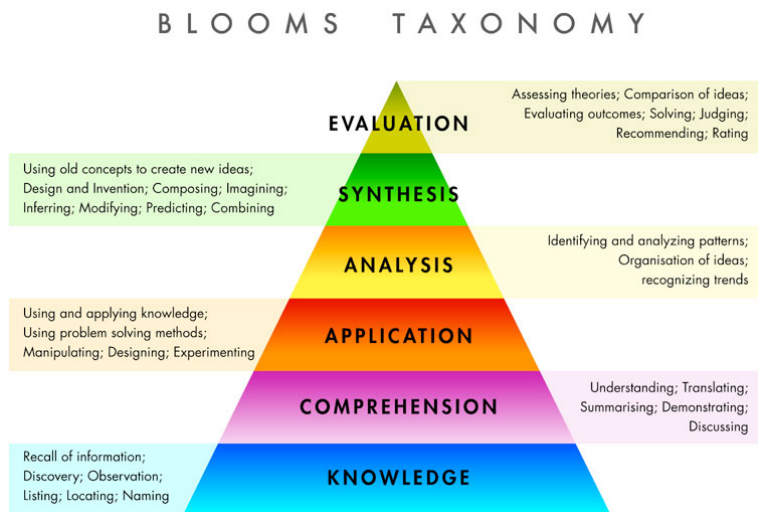 BLOOMS TAXONOMY
EVALUATION
Assessing theories; Comparison of ideas;
Evaluating outcomes; Solving; Judging;
Recommending; Rating
Using old concepts to create new ideas;
Design and Invention; Composing; Imagining;
Inferring; Modifying; Predicting; Combining
SYNTHESIS
ANALYSIS
Identifying and analyzing patterns;
Organisation of ideas;
recognizing trends
Using and applying knowledge;
Using problem solving methods;
Manipulating; Designing; Experimenting
APPLICATION
COMPREHENSION
Understanding; Translating;
Summarising; Demonstrating;
Discussing
Recall of information;
Discovery; Observation;
Listing; Locating; Naming
KNOWLEDGE